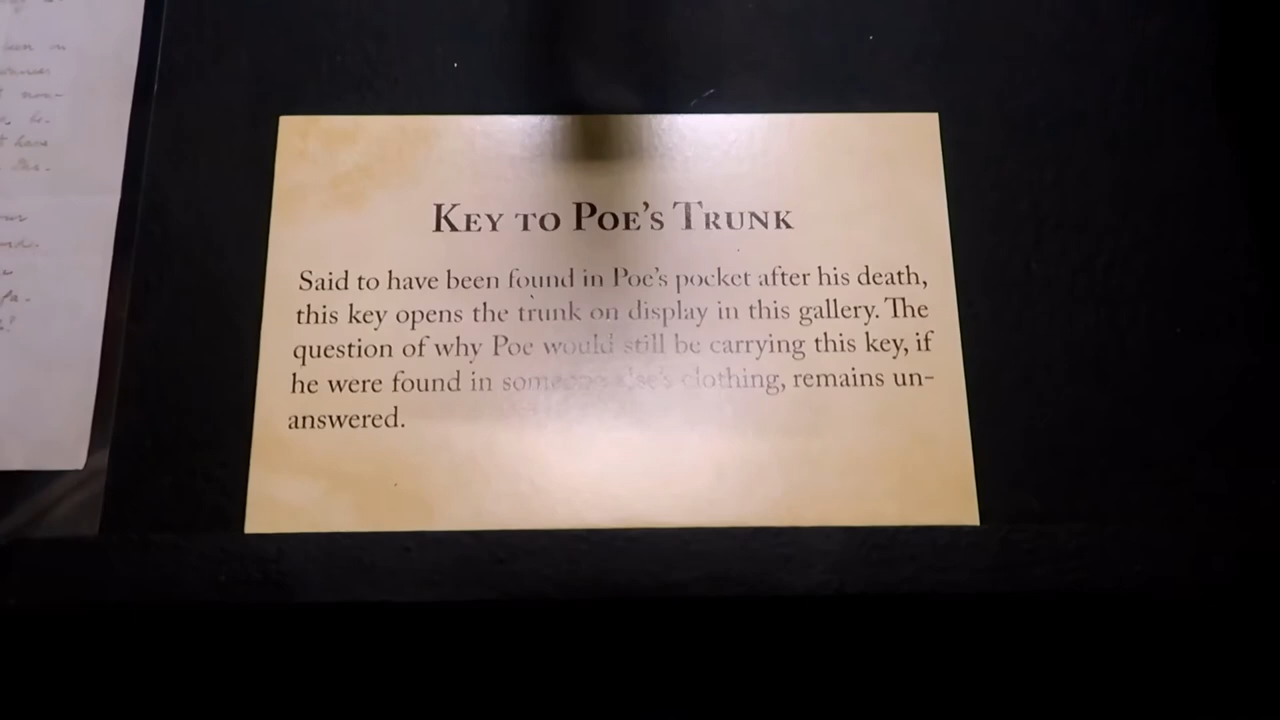 KEY TO POE'S TRUNK
Said to have been found in Poe's pocket after his death,
this key opens the trunk on display in this gallery. The
question of why Poe would still be carrying this key, if
he were found in someone else's clothing, remains un-
answered.